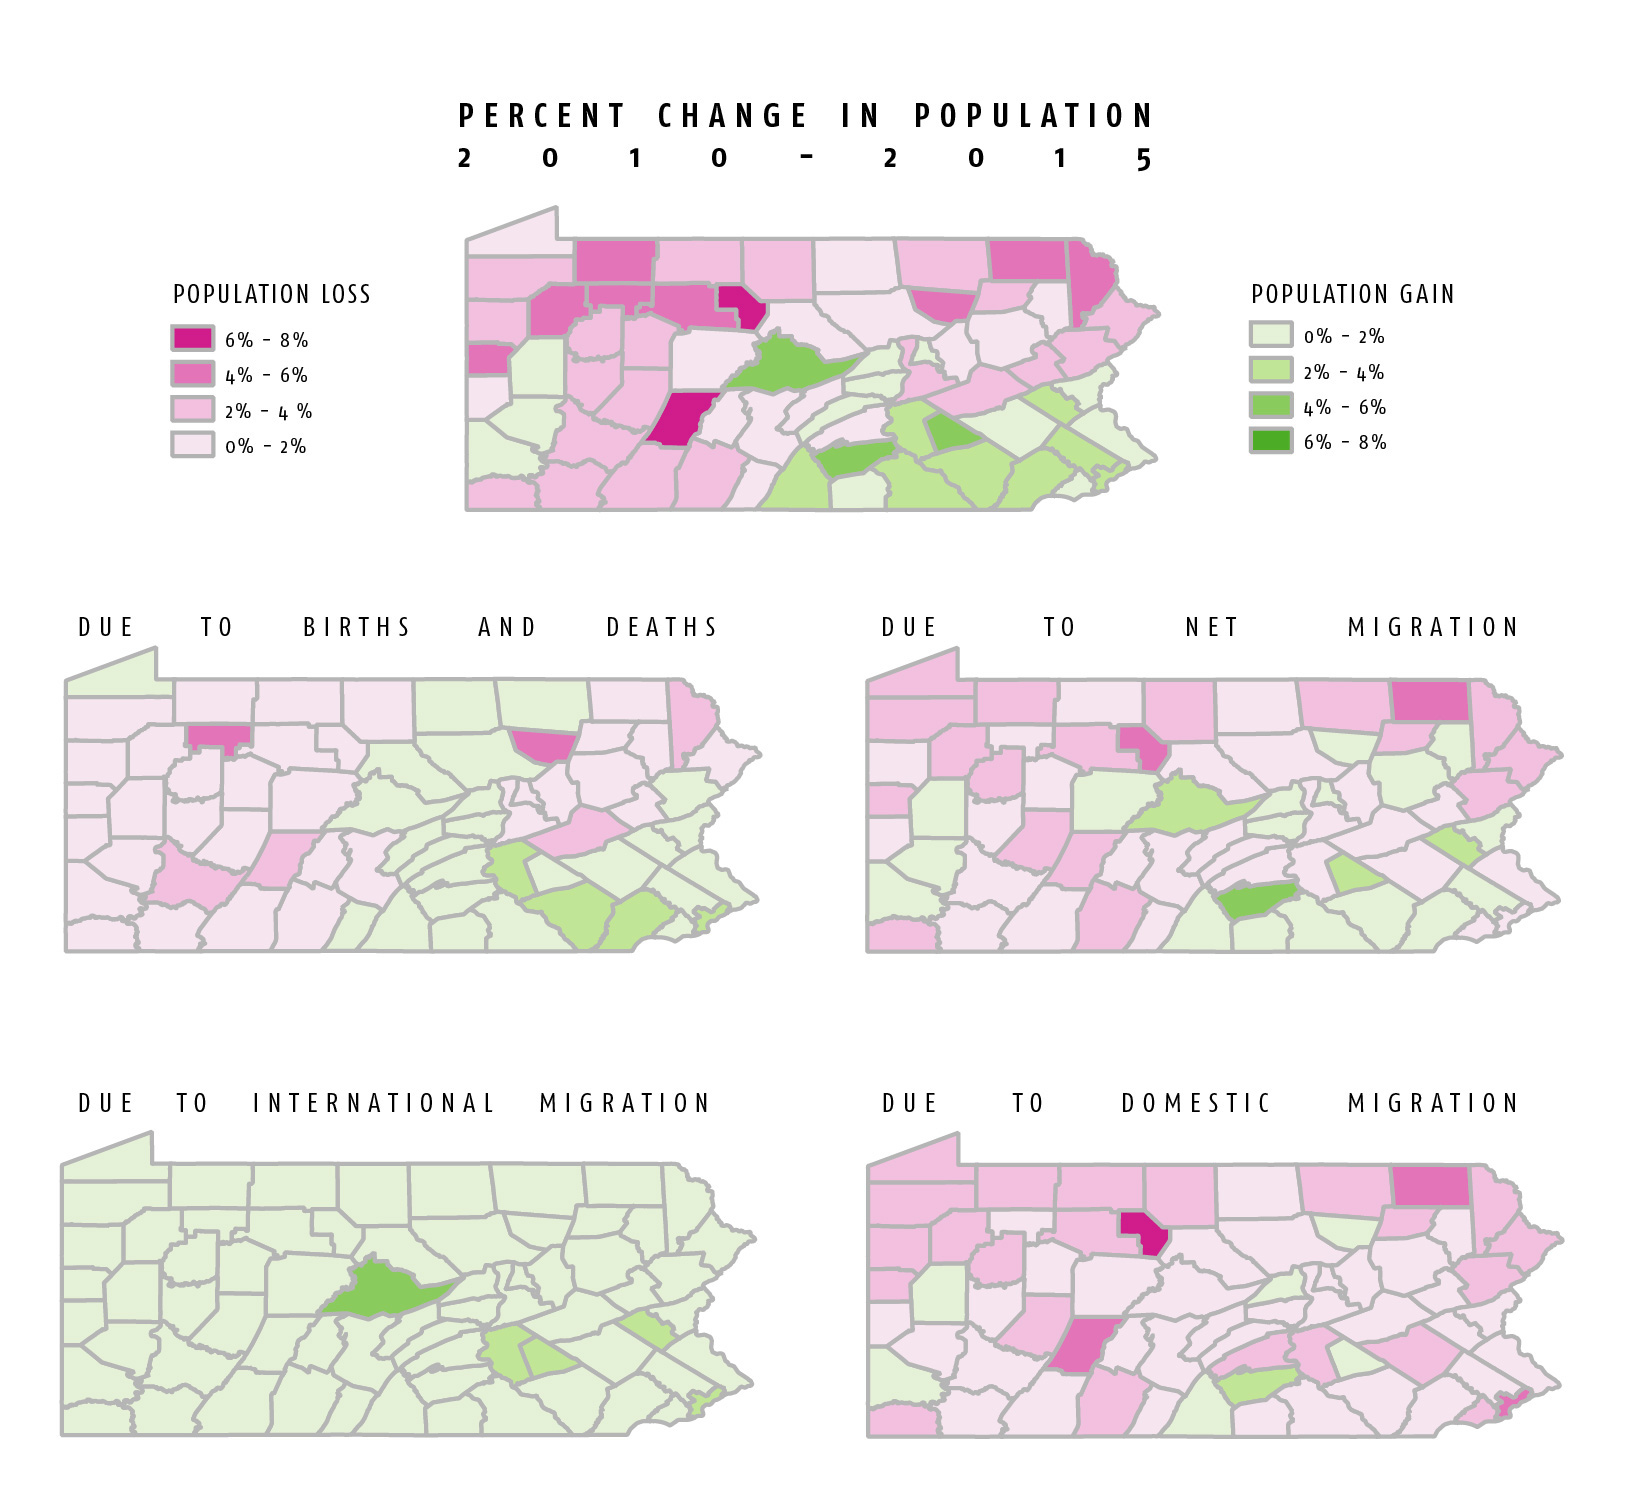 PERCENT CHANGE IN POPULATION
2010-2015
POPULATION LOSS
6% - 8%
4% - 6%
2% - 4 %
0% - 2%
POPULATION GAIN
0% - 2%
2% - 4%
4% - 6%
6% - 8%
DUE TO BIRTHS AND DEATHS
DUE TO NET MIGRATION
DUE TO INTERNATIONAL MIGRATION
DUE TO DOMESTIC MIGRATION